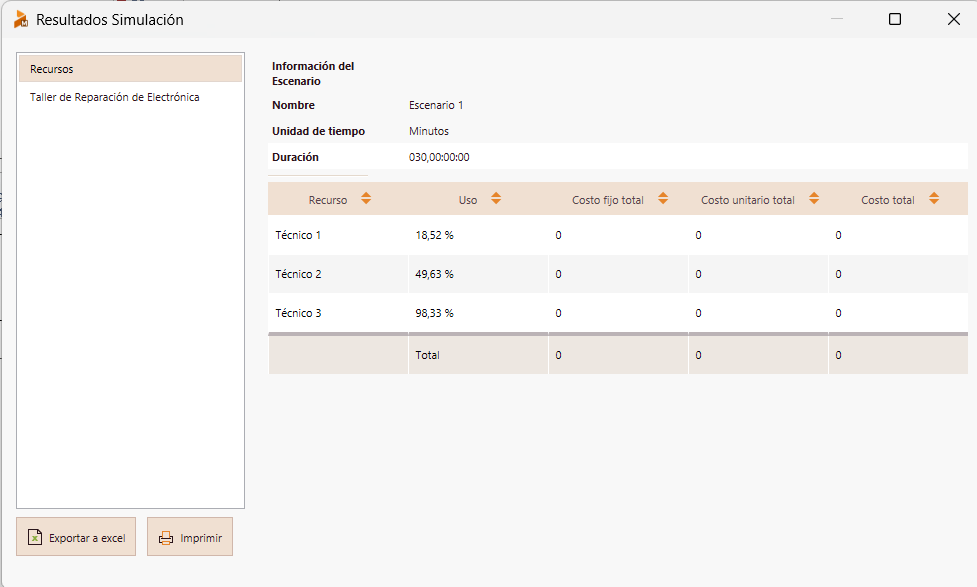 Resultados Simulación
Recursos
Taller de Reparación de Electrónica
Información del
Escenario
Nombre Escenario 1
Unidad de tiempo Minutos
Duración 030,00:00:00
Recurso Uso Costo fijo total Costo unitario total Costo total
Técnico 1 18,52 % 0 0 0
Técnico 2 49,63 % 0 0 0
Técnico 3 98,33 % 0 0 0
Total 0 0 0
Exportar a excel Imprimir